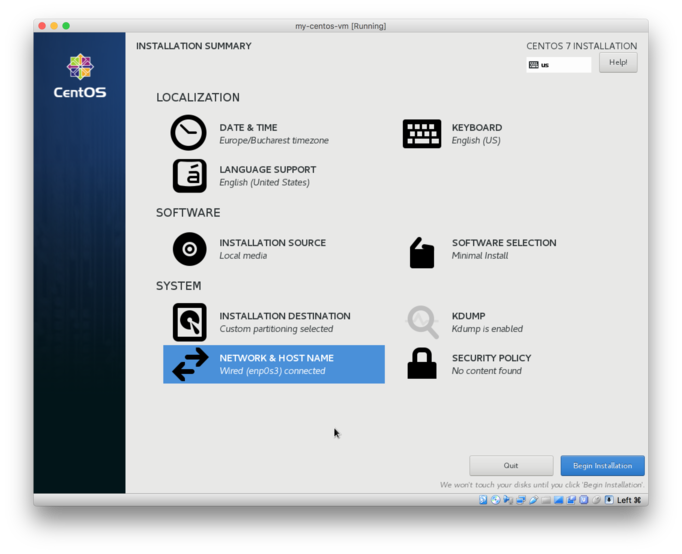 my-centos-vm [Running]
INSTALLATION SUMMARY
CENTOS 7 INSTALLATION
us
Help!
CentOS
LOCALIZATION
DATE & TIME
Europe/Bucharest timezone
KEYBOARD
English (US)
LANGUAGE SUPPORT
English (United States)
SOFTWARE
INSTALLATION SOURCE
Local media
SOFTWARE SELECTION
Minimal Install
SYSTEM
INSTALLATION DESTINATION
Custom partitioning selected
KDUMP
Kdump is enabled
NETWORK & HOST NAME
Wired (enp0s3) connected
SECURITY POLICY
No content found
Quit
Begin Installation
We won't touch your disks until you click 'Begin Installation'.
Left ⌘